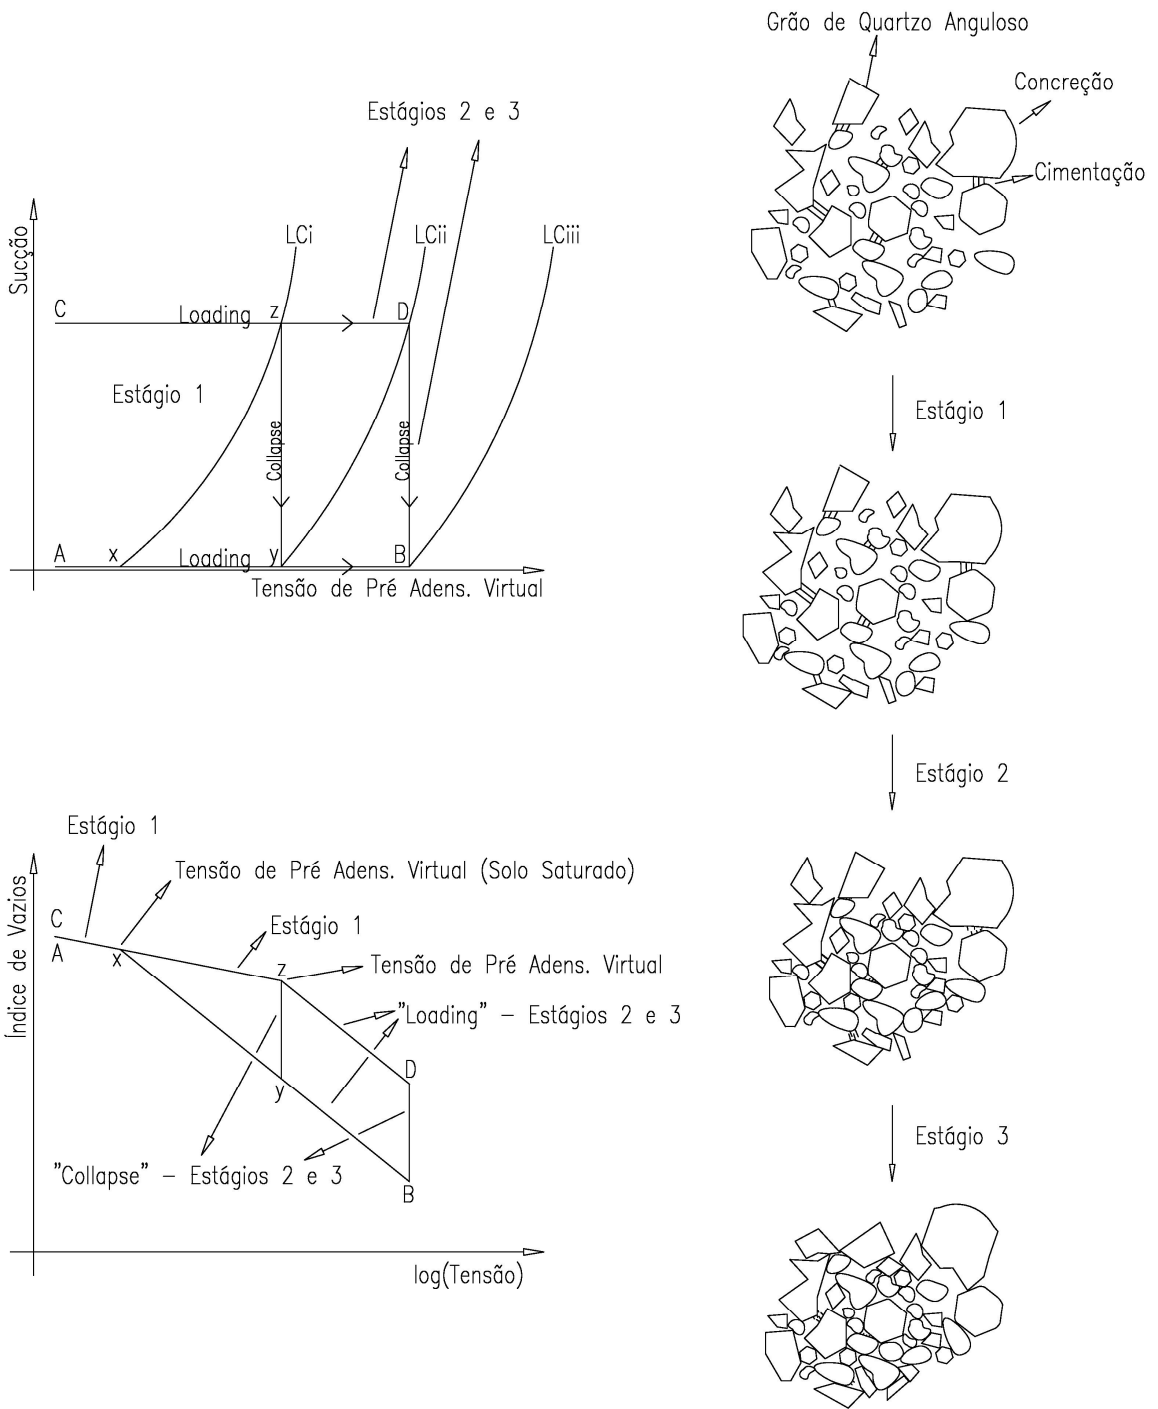 Grão de Quartzo Anguloso
Concreção
Cimentação
Estágios 2 e 3
Sucção
LCi
LCii
LCiii
C
Loading
z
D
Estágio 1
Collapse
Collapse
A
x
Loading
y
B
Tensão de Pré Adens. Virtual
Estágio 1
Estágio 2
Estágio 3
Estágio 1
Tensão de Pré Adens. Virtual (Solo Saturado)
Índice de Vazios
C
A
x
Estágio 1
z
Tensão de Pré Adens. Virtual
"Loading" – Estágios 2 e 3
D
y
"Collapse" – Estágios 2 e 3
B
log(Tensão)